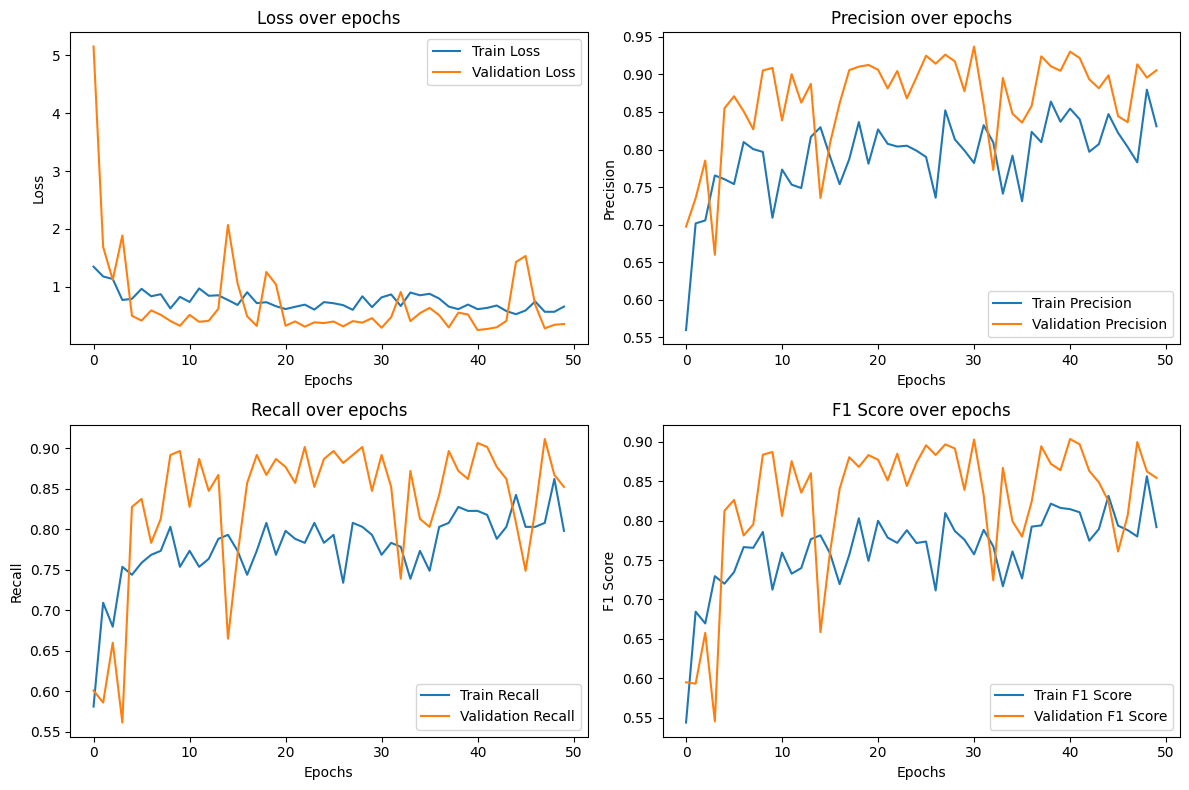 Loss over epochs
5
4
3
2
1
Loss
Train Loss
Validation Loss
0 10 20 30 40 50
Epochs
Precision over epochs
0.95
0.90
0.85
0.80
0.75
0.70
0.65
0.60
0.55
Precision
Train Precision
Validation Precision
0 10 20 30 40 50
Epochs
Recall over epochs
0.90
0.85
0.80
0.75
0.70
0.65
0.60
0.55
Recall
Train Recall
Validation Recall
0 10 20 30 40 50
Epochs
F1 Score over epochs
0.90
0.85
0.80
0.75
0.70
0.65
0.60
0.55
F1 Score
Train F1 Score
Validation F1 Score
0 10 20 30 40 50
Epochs